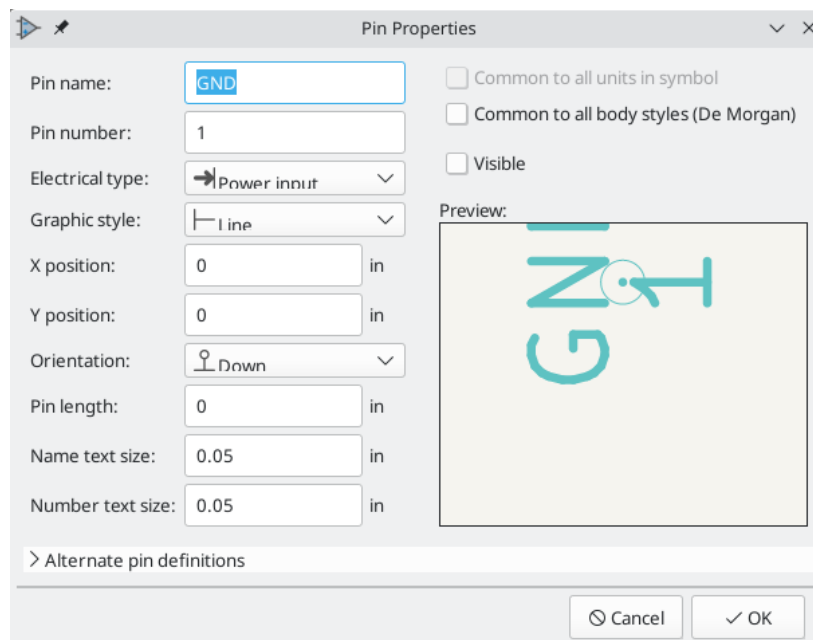 Pin Properties
Pin name:
GND
Common to all units in symbol
Pin number:
1
Common to all body styles (De Morgan)
Electrical type:
Power input
Visible
Graphic style:
Line
Preview:
X position:
0
in
Y position:
0
in
Orientation:
Down
Pin length:
0
in
Name text size:
0.05
in
Number text size:
0.05
in
GN
1
Alternate pin definitions
Cancel
OK